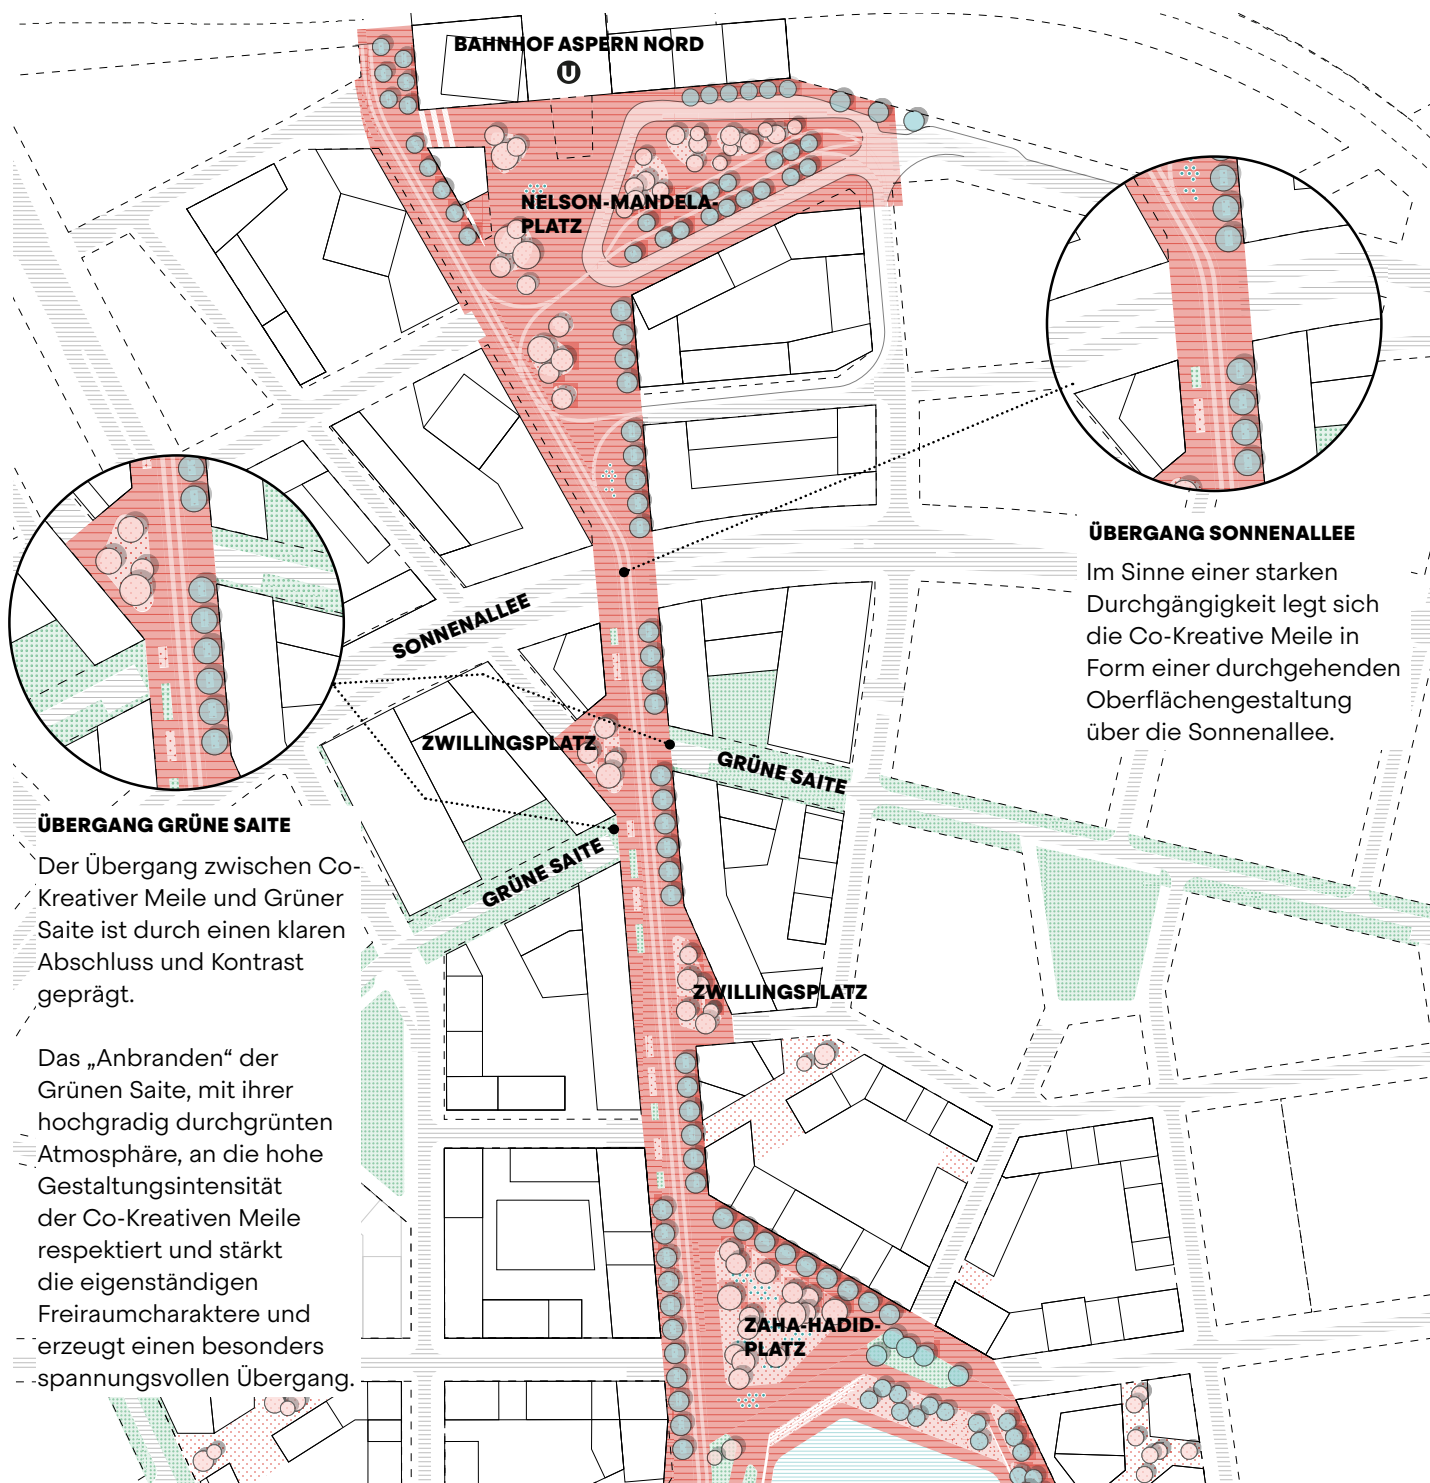 BAHNHOF ASPERN NORD
U
NELSON-MANDELA-
PLATZ
ÜBERGANG SONNENALLEE
Im Sinne einer starken
Durchgängigkeit legt sich
die Co-Kreative Meile in
Form einer durchgehenden
Oberflächengestaltung
über die Sonnenallee.
SONNENALLEE
ZWILLINGSPLATZ
GRÜNE SAITE
GRÜNE SAITE
ÜBERGANG GRÜNE SAITE
Der Übergang zwischen Co-
Kreativer Meile und Grüner
Saite ist durch einen klaren
Abschluss und Kontrast
geprägt.
Das „Anbranden“ der
Grünen Saite, mit ihrer
hochgradig durchgrünten
Atmosphäre, an die hohe
Gestaltungsintensität
der Co-Kreativen Meile
respektiert und stärkt
die eigenständigen
Freiraumcharaktere und
erzeugt einen besonders
spannungsvollen Übergang.
ZWILLINGSPLATZ
ZAHA-HADID-
PLATZ